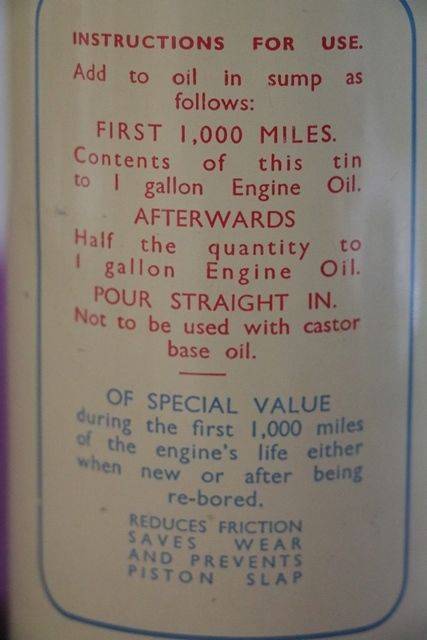 INSTRUCTIONS FOR USE.
Add to oil in sump as
follows:
FIRST 1,000 MILES.
Contents of this tin
to 1 gallon Engine Oil.
AFTERWARDS
Half the quantity to
1 gallon Engine Oil.
POUR STRAIGHT IN.
Not to be used with castor
base oil.
OF SPECIAL VALUE
during the first 1,000 miles
of the engine's life either
when new or after being
re-bored.
REDUCES FRICTION
SAVES WEAR
AND PREVENTS
PISTON SLAP